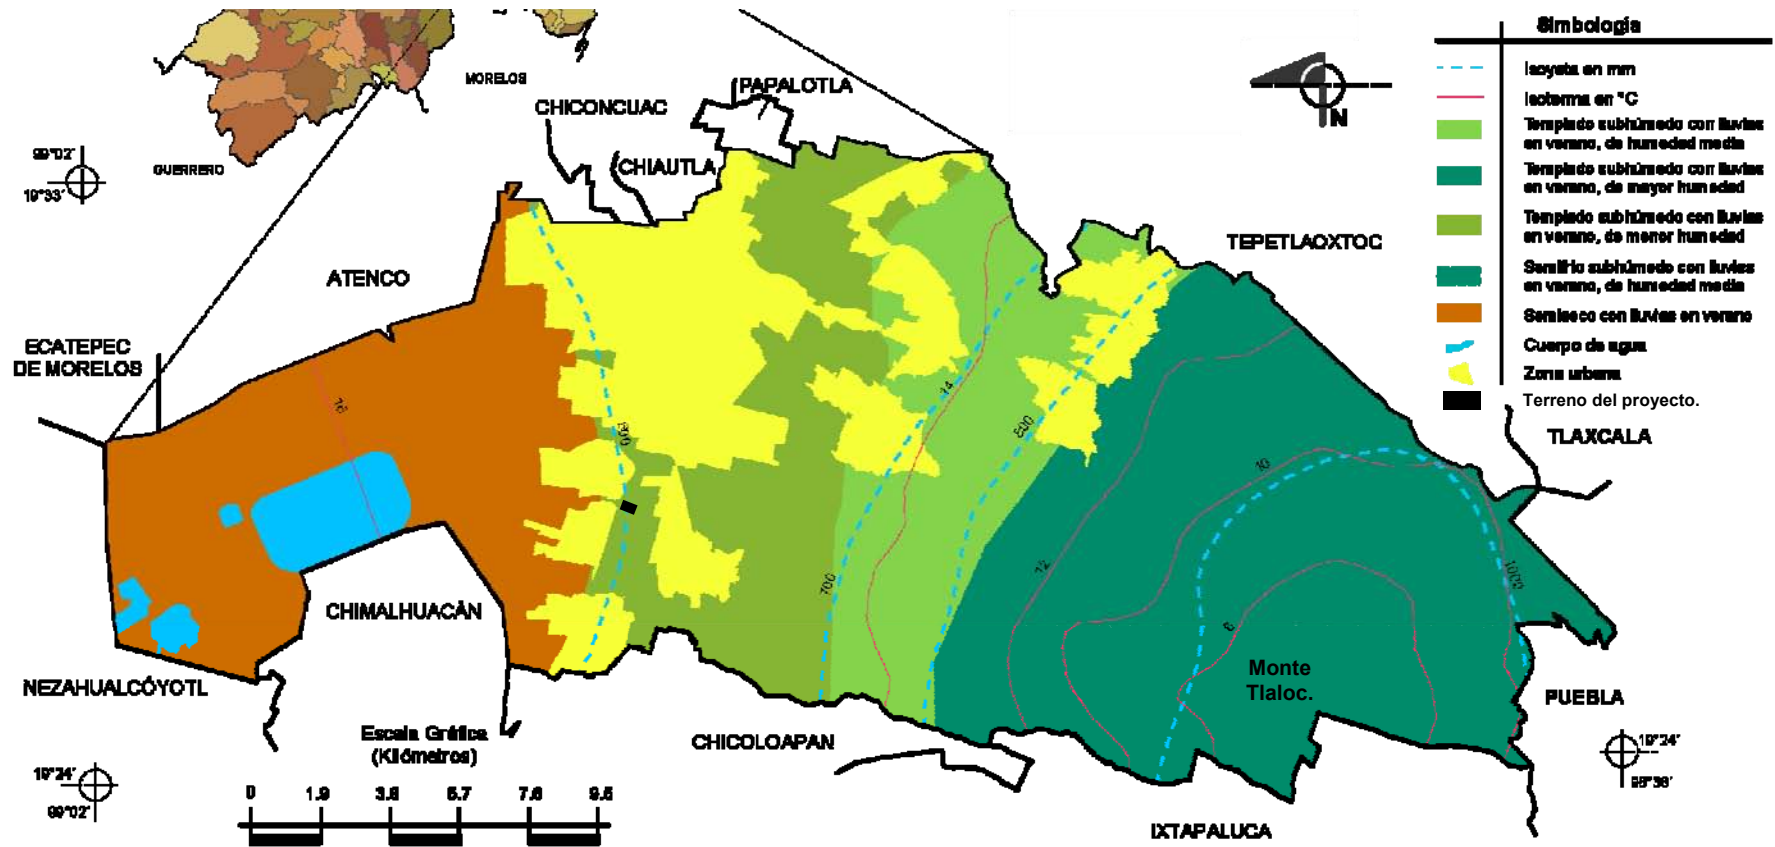 MORELOS
GUERRERO
99°02'
19°33'
PAPALOTLA
CHICONCUAC
CHIAUTLA
ATENCO
ECATEPEC
DE MORELOS
TEPETLAOXTOC
N
Simbología
Isoyeta en mm
Isoterma en °C
Templado subhúmedo con lluvias
en verano, de humedad media
Templado subhúmedo con lluvias
en verano, de mayor humedad
Templado subhúmedo con lluvias
en verano, de menor humedad
Semifrío subhúmedo con lluvias
en verano, de humedad media
Semiseco con lluvias en verano
Cuerpo de agua
Zona urbana
Terreno del proyecto.
TLAXCALA
16
600
14
800
700
12
10
1000
Monte
Tlaloc.
CHIMALHUACÁN
NEZAHUALCÓYOTL
CHICOLOAPAN
IXTAPALUCA
PUEBLA
19°24'
98°36'
19°24'
99°02'
Escala Gráfica
(Kilómetros)
0 1.9 3.8 5.7 7.6 9.5